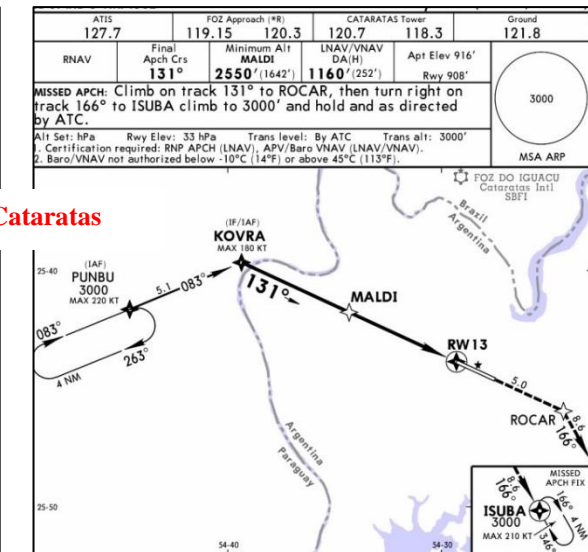 ATIS
127.7
FOZ Approach (*R)
119.15 120.3
CATARATAS Tower
120.7 118.3
Ground
121.8
RNAV
Final
Apch Crs
131°
Minimum Alt
MALDI
2550' (1642')
LNAV/VNAV
DA(H)
1160' (252')
Apt Elev 916'
Rwy 908'
MISSED APCH: Climb on track 131° to ROCAR, then turn right on
track 166° to ISUBA climb to 3000' and hold and as directed
by ATC.
Alt Set: hPa Rwy Elev: 33 hPa Trans level: By ATC Trans alt: 3000'
1. Certification required: RNP APCH (LNAV), APV/Baro VNAV (LNAV/VNAV).
2. Baro/VNAV not authorized below -10°C (14°F) or above 45°C (113°F).
3000
MSA ARP
FOZ DO IGUACU
Cataratas Intl
SBFI
Cataratas
Brazil
Argentina
(IF/IAF)
KOVRA
MAX 180 KT
(IAF)
PUNBU
3000
MAX 220 KT
25-40
5.1
083°
131°
MALDI
083°
263°
4 NM
RW13
5.0
ROCAR
8.6
166°
Argentina
Paraguay
MISSED
APCH FIX
8.6
166°
166°
4 NM
ISUBA
3000
MAX 210 KT
346°
25-50
54-40
54-30